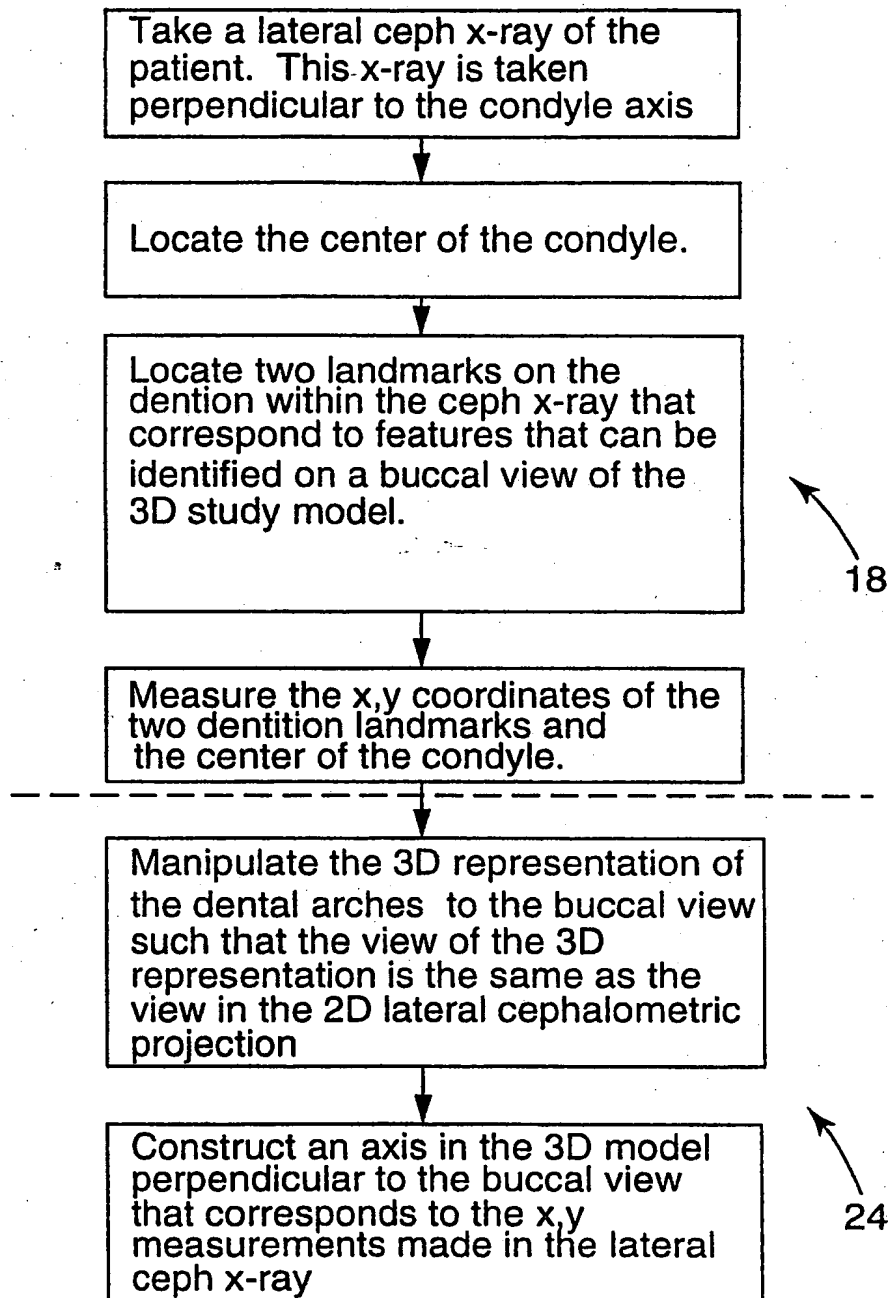 Take a lateral ceph x-ray of the
patient. This x-ray is taken
perpendicular to the condyle axis
Locate the center of the condyle.
Locate two landmarks on the
dention within the ceph x-ray that
correspond to features that can be
identified on a buccal view of the
3D study model.
18
Measure the x,y coordinates of the
two dentition landmarks and
the center of the condyle.
Manipulate the 3D representation of
the dental arches to the buccal view
such that the view of the 3D
representation is the same as the
view in the 2D lateral cephalometric
projection
Construct an axis in the 3D model
perpendicular to the buccal view
that corresponds to the x,y
measurements made in the lateral
ceph x-ray
24